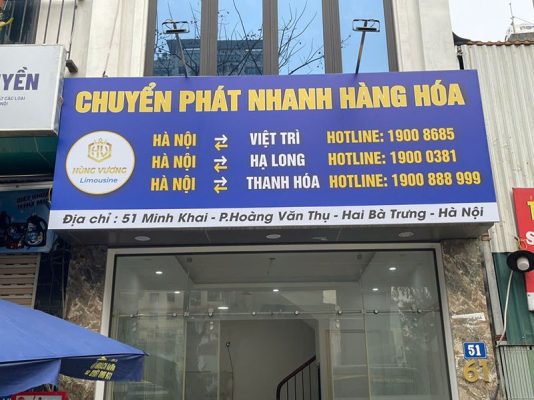 CHUYỂN PHÁT NHANH HÀNG HÓA
HÀ NỘI ⇄ VIỆT TRÌ HOTLINE: 1900 8685
HÀ NỘI ⇄ HẠ LONG HOTLINE: 1900 0381
HÀ NỘI ⇄ THANH HÓA HOTLINE: 1900 888 999
HÙNG VƯƠNG
Limousine
Địa chỉ : 51 Minh Khai - P.Hoàng Văn Thụ - Hai Bà Trưng - Hà Nội
51
61